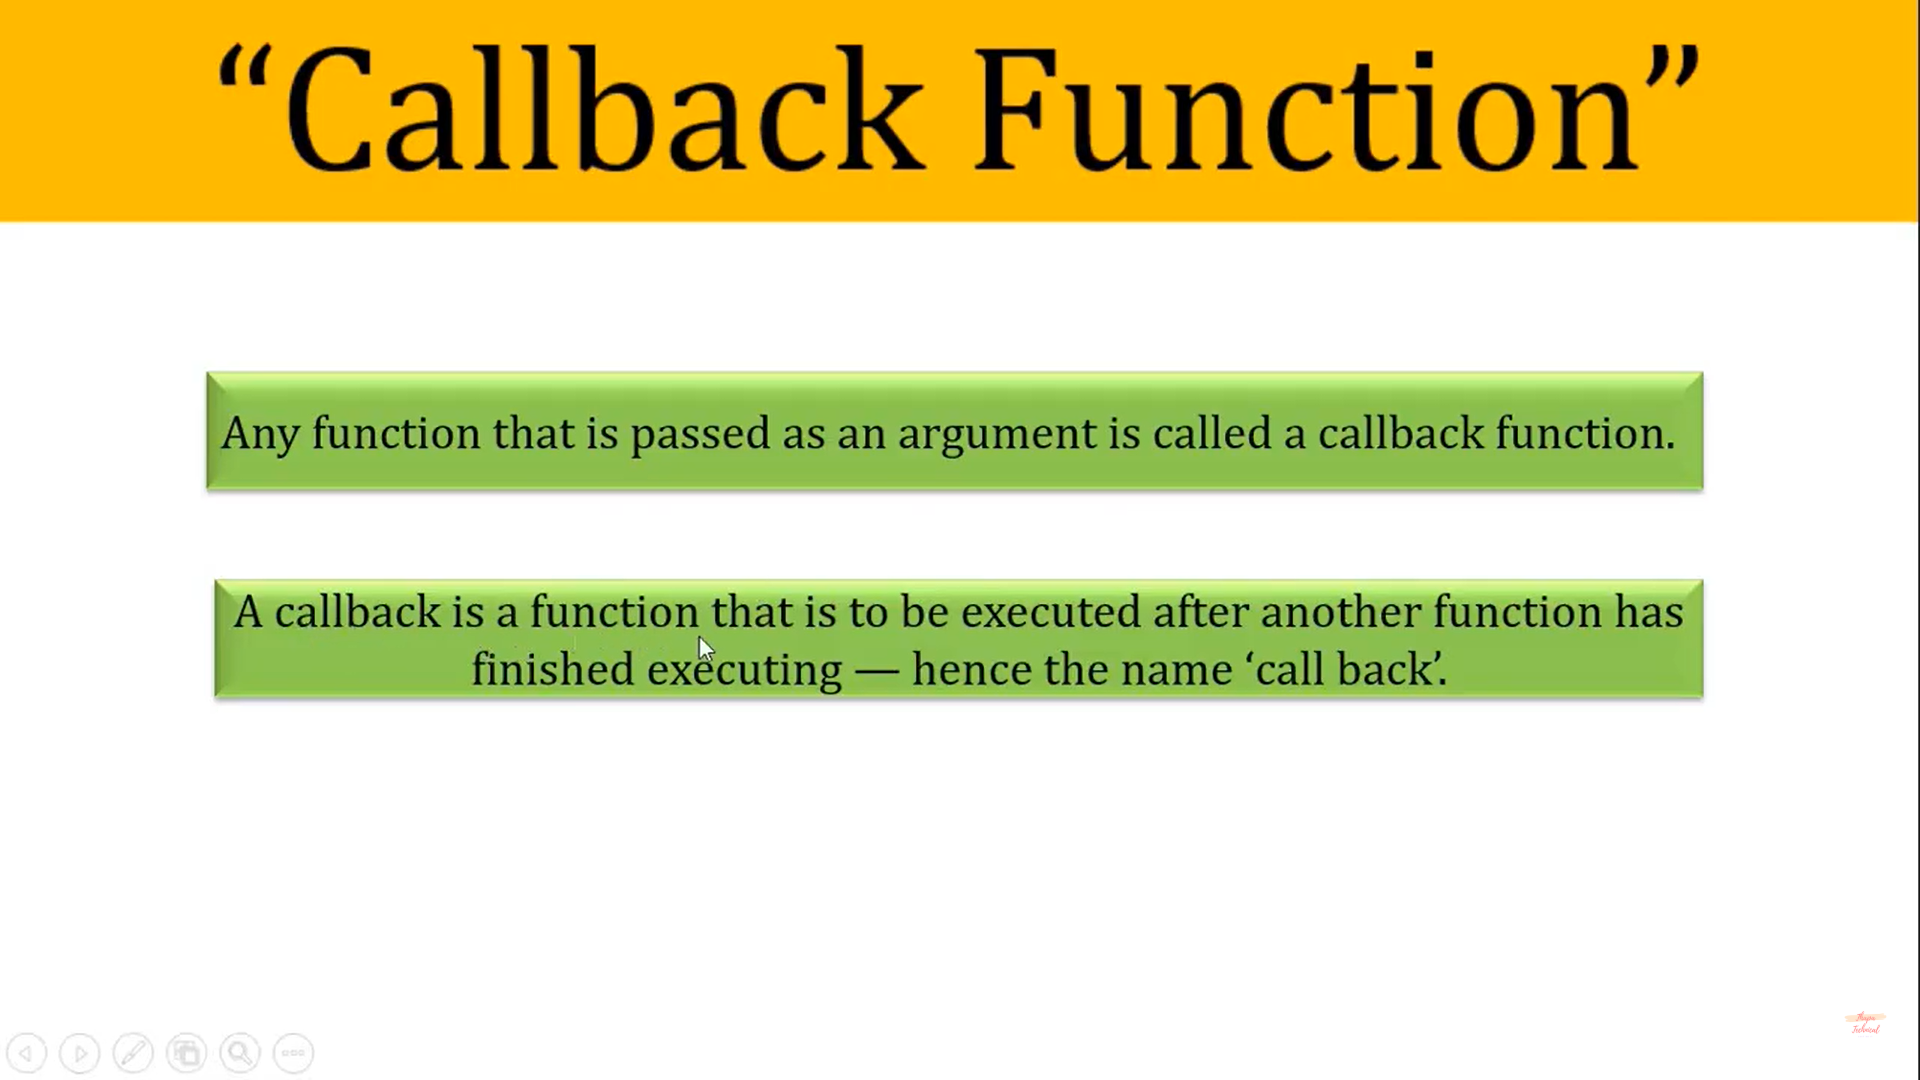 “Callback Function”
Any function that is passed as an argument is called a callback function.
A callback is a function that is to be executed after another function has
finished executing — hence the name ‘call back’.
Technical